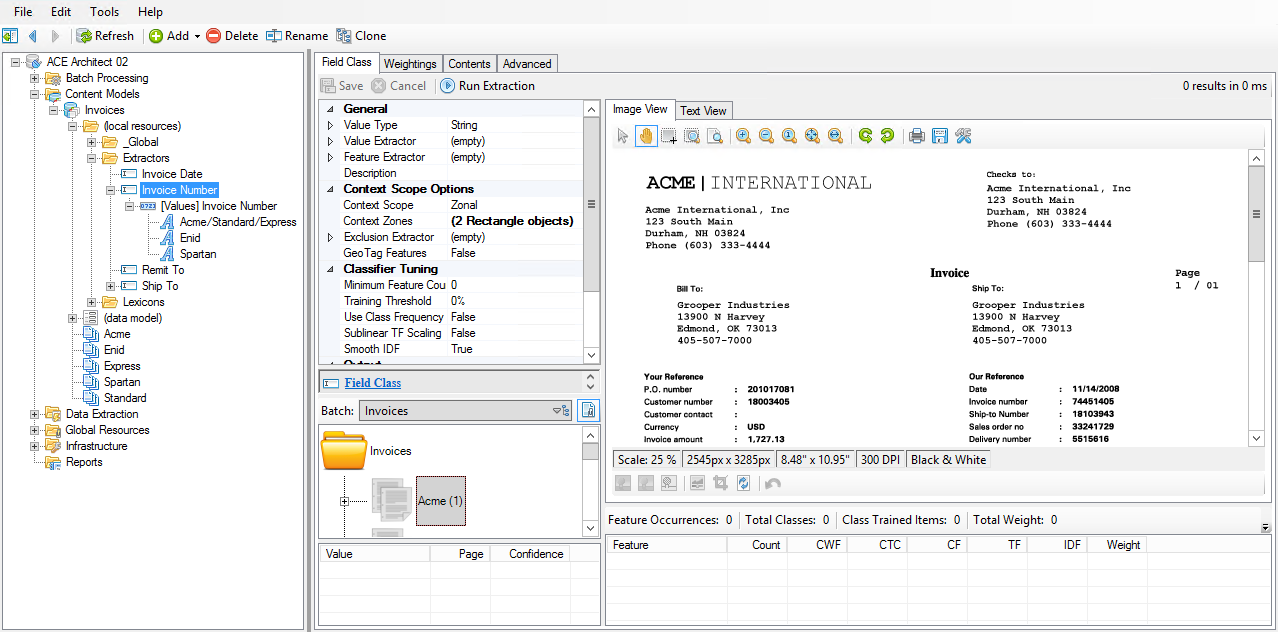 File Edit Tools Help
Refresh Add Delete Rename Clone
ACE Architect 02
Batch Processing
Content Models
Invoices
(local resources)
_Global
Extractors
Invoice Date
Invoice Number
[Values] Invoice Number
Acme/Standard/Express
Enid
Spartan
Remit To
Ship To
Lexicons
(data model)
Acme
Enid
Express
Spartan
Standard
Data Extraction
Global Resources
Infrastructure
Reports
Field Class Weightings Contents Advanced
Save Cancel Run Extraction 0 results in 0 ms
General
Value Type String
Value Extractor (empty)
Feature Extractor (empty)
Description
Context Scope Options
Context Scope Zonal
Context Zones (2 Rectangle objects)
Exclusion Extractor (empty)
GeoTag Features False
Classifier Tuning
Minimum Feature Cou 0
Training Threshold 0%
Use Class Frequency False
Sublinear TF Scaling False
Smooth IDF True
Output
Field Class
Batch: Invoices
Invoices
Acme (1)
Value Page Confidence
Image View Text View
ACME | INTERNATIONAL
Acme International, Inc
123 South Main
Durham, NH 03824
Phone (603) 333-4444
Checks to:
Acme International, Inc
123 South Main
Durham, NH 03824
Phone (603) 333-4444
Invoice
Page
1 / 01
Bill To:
Grooper Industries
13900 N Harvey
Edmond, OK 73013
405-507-7000
Ship To:
Grooper Industries
13900 N Harvey
Edmond, OK 73013
405-507-7000
Your Reference
P.O. number : 201017081
Customer number : 18003405
Customer contact :
Currency : USD
Invoice amount : 1,727.13
Our Reference
Date : 11/14/2008
Invoice number : 74451405
Ship-to Number : 18103943
Sales order no : 33241729
Delivery number : 5515616
Scale: 25 % 2545px x 3285px 8.48" x 10.95" 300 DPI Black & White
Feature Occurrences: 0 Total Classes: 0 Class Trained Items: 0 Total Weight: 0
Feature Count CWF CTC CF TF IDF Weight